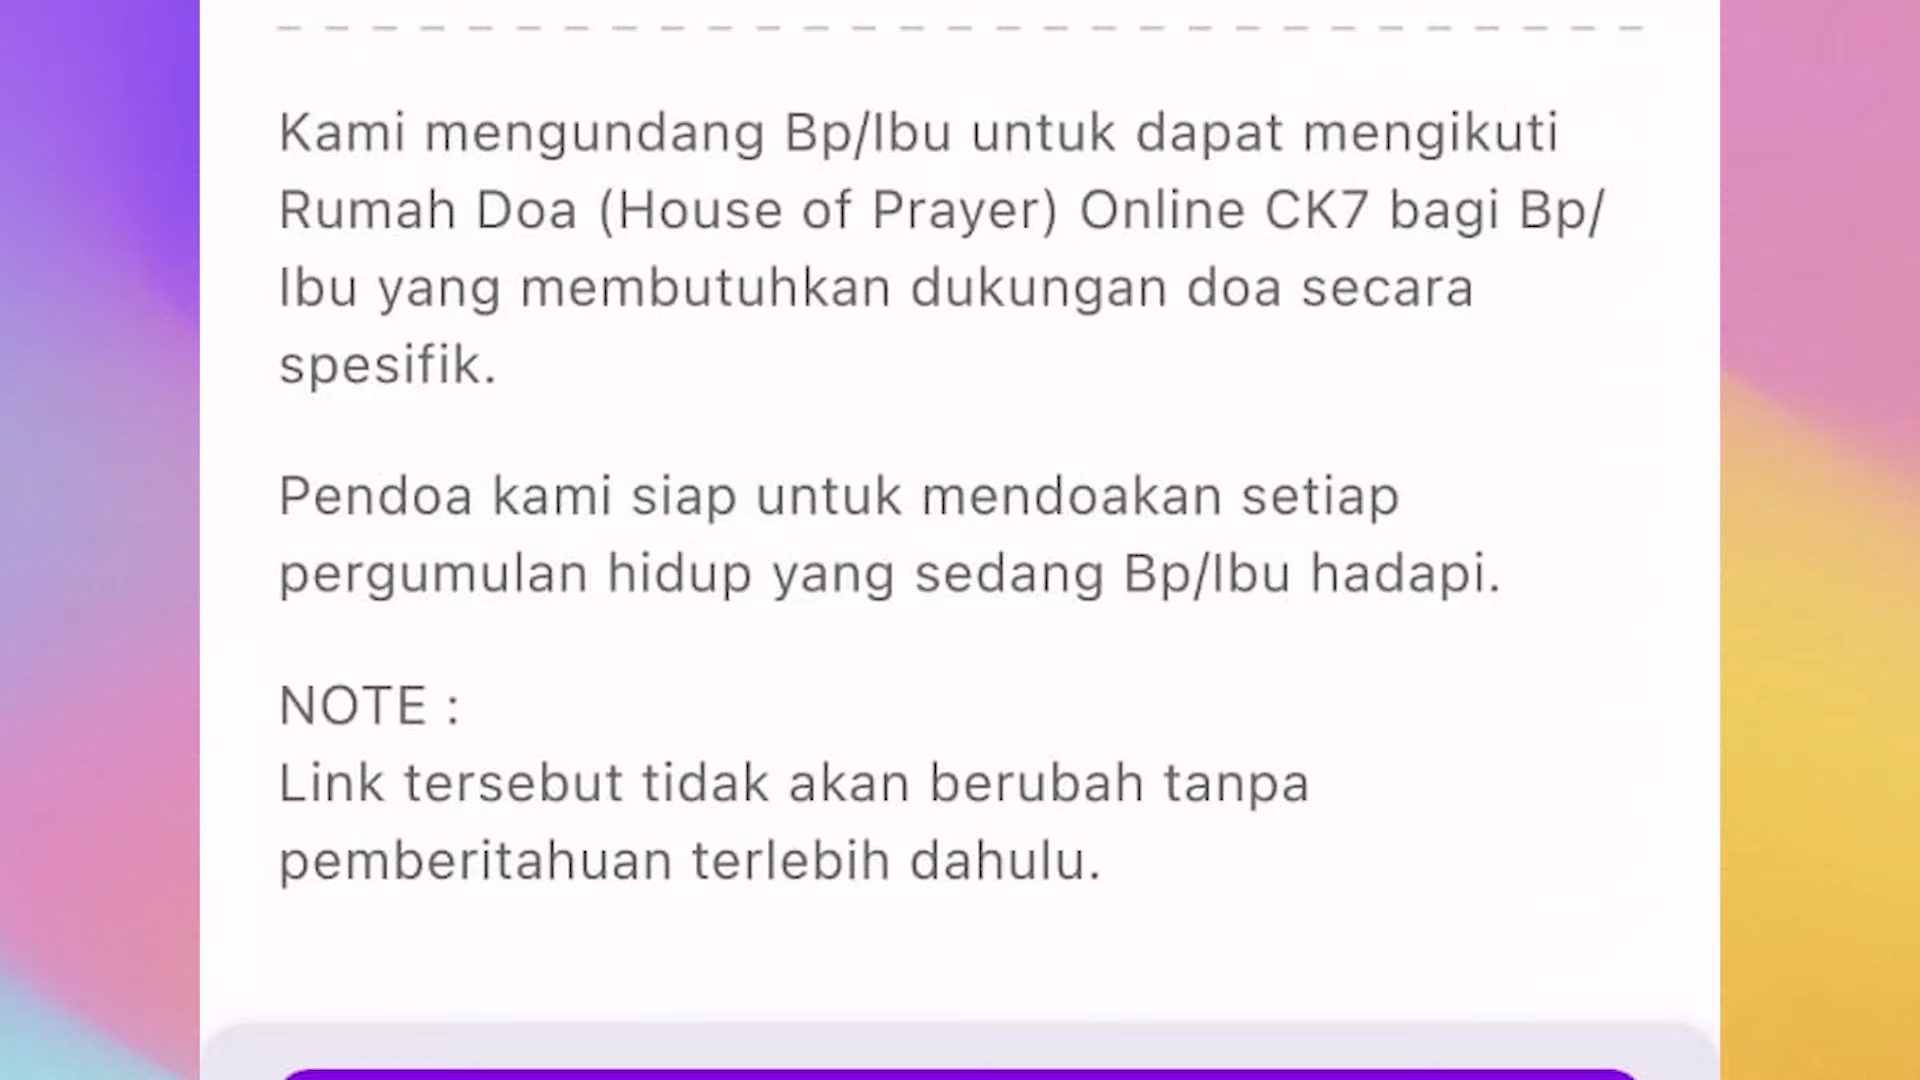 Kami mengundang Bp/Ibu untuk dapat mengikuti
Rumah Doa (House of Prayer) Online CK7 bagi Bp/
Ibu yang membutuhkan dukungan doa secara
spesifik.
Pendoa kami siap untuk mendoakan setiap
pergumulan hidup yang sedang Bp/Ibu hadapi.
NOTE :
Link tersebut tidak akan berubah tanpa
pemberitahuan terlebih dahulu.